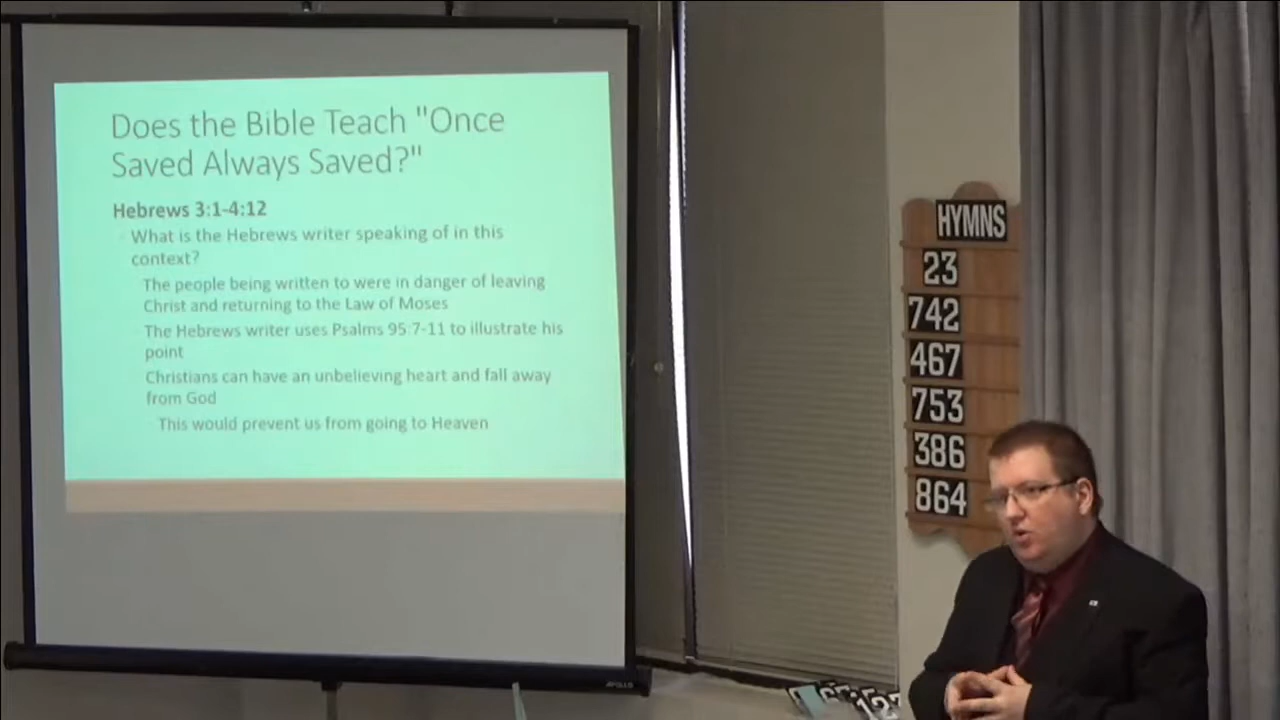 Does the Bible Teach "Once
Saved Always Saved?"
Hebrews 3:1-4:12
What is the Hebrews writer speaking of in this
context?
The people being written to were in danger of leaving
Christ and returning to the Law of Moses
The Hebrews writer uses Psalms 95:7-11 to illustrate his
point
Christians can have an unbelieving heart and fall away
from God
This would prevent us from going to Heaven
APOLLO
HYMNS
23
742
467
753
386
864